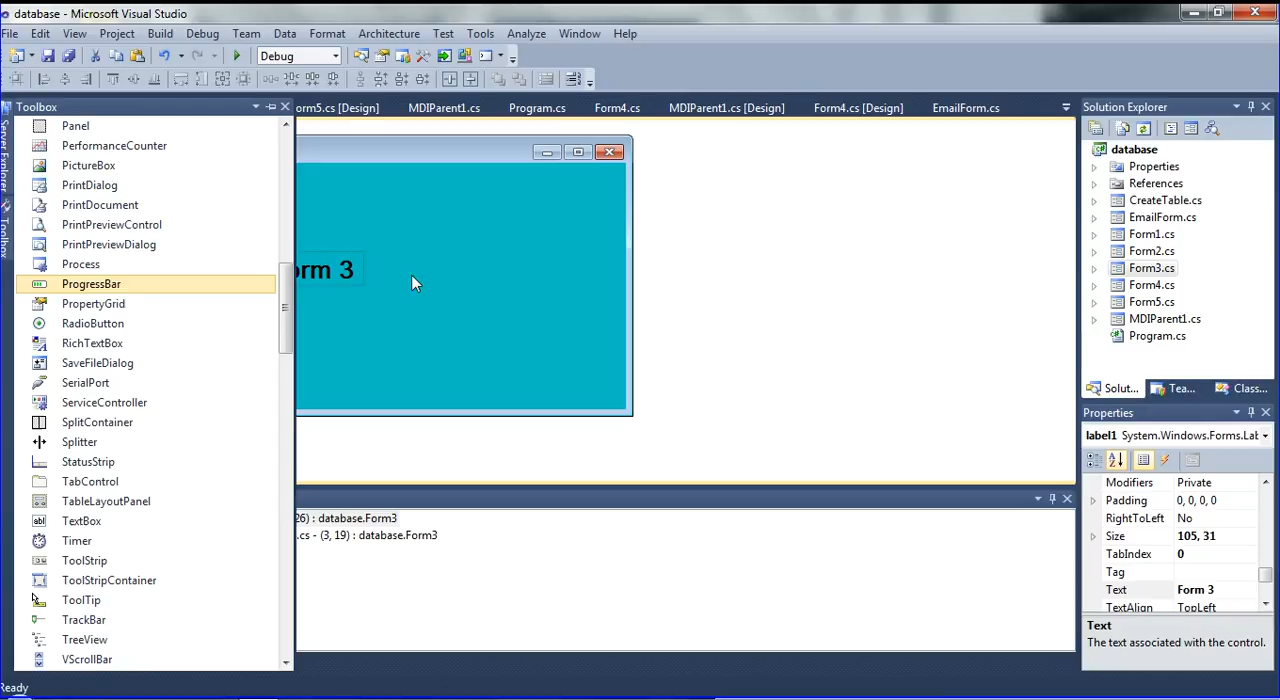 database - Microsoft Visual Studio
File Edit View Project Build Debug Team Data Format Architecture Test Tools Analyze Window Help
Debug
Toolbox
orm5.cs [Design] MDIParent1.cs Program.cs Form4.cs MDIParent1.cs [Design] Form4.cs [Design] EmailForm.cs
Server Explorer
Toolbox
Panel
PerformanceCounter
PictureBox
PrintDialog
PrintDocument
PrintPreviewControl
PrintPreviewDialog
Process
ProgressBar
PropertyGrid
RadioButton
RichTextBox
SaveFileDialog
SerialPort
ServiceController
SplitContainer
Splitter
StatusStrip
TabControl
TableLayoutPanel
TextBox
Timer
ToolStrip
ToolStripContainer
ToolTip
TrackBar
TreeView
VScrollBar
orm 3
26) : database.Form3
.cs - (3, 19) : database.Form3
Solution Explorer
database
Properties
References
CreateTable.cs
EmailForm.cs
Form1.cs
Form2.cs
Form3.cs
Form4.cs
Form5.cs
MDIParent1.cs
Program.cs
Solut... Tea... Class...
Properties
label1 System.Windows.Forms.Lat
Modifiers Private
Padding 0, 0, 0, 0
RightToLeft No
Size 105, 31
TabIndex 0
Tag
Text Form 3
TextAlign TopLeft
Text
The text associated with the control.
Ready